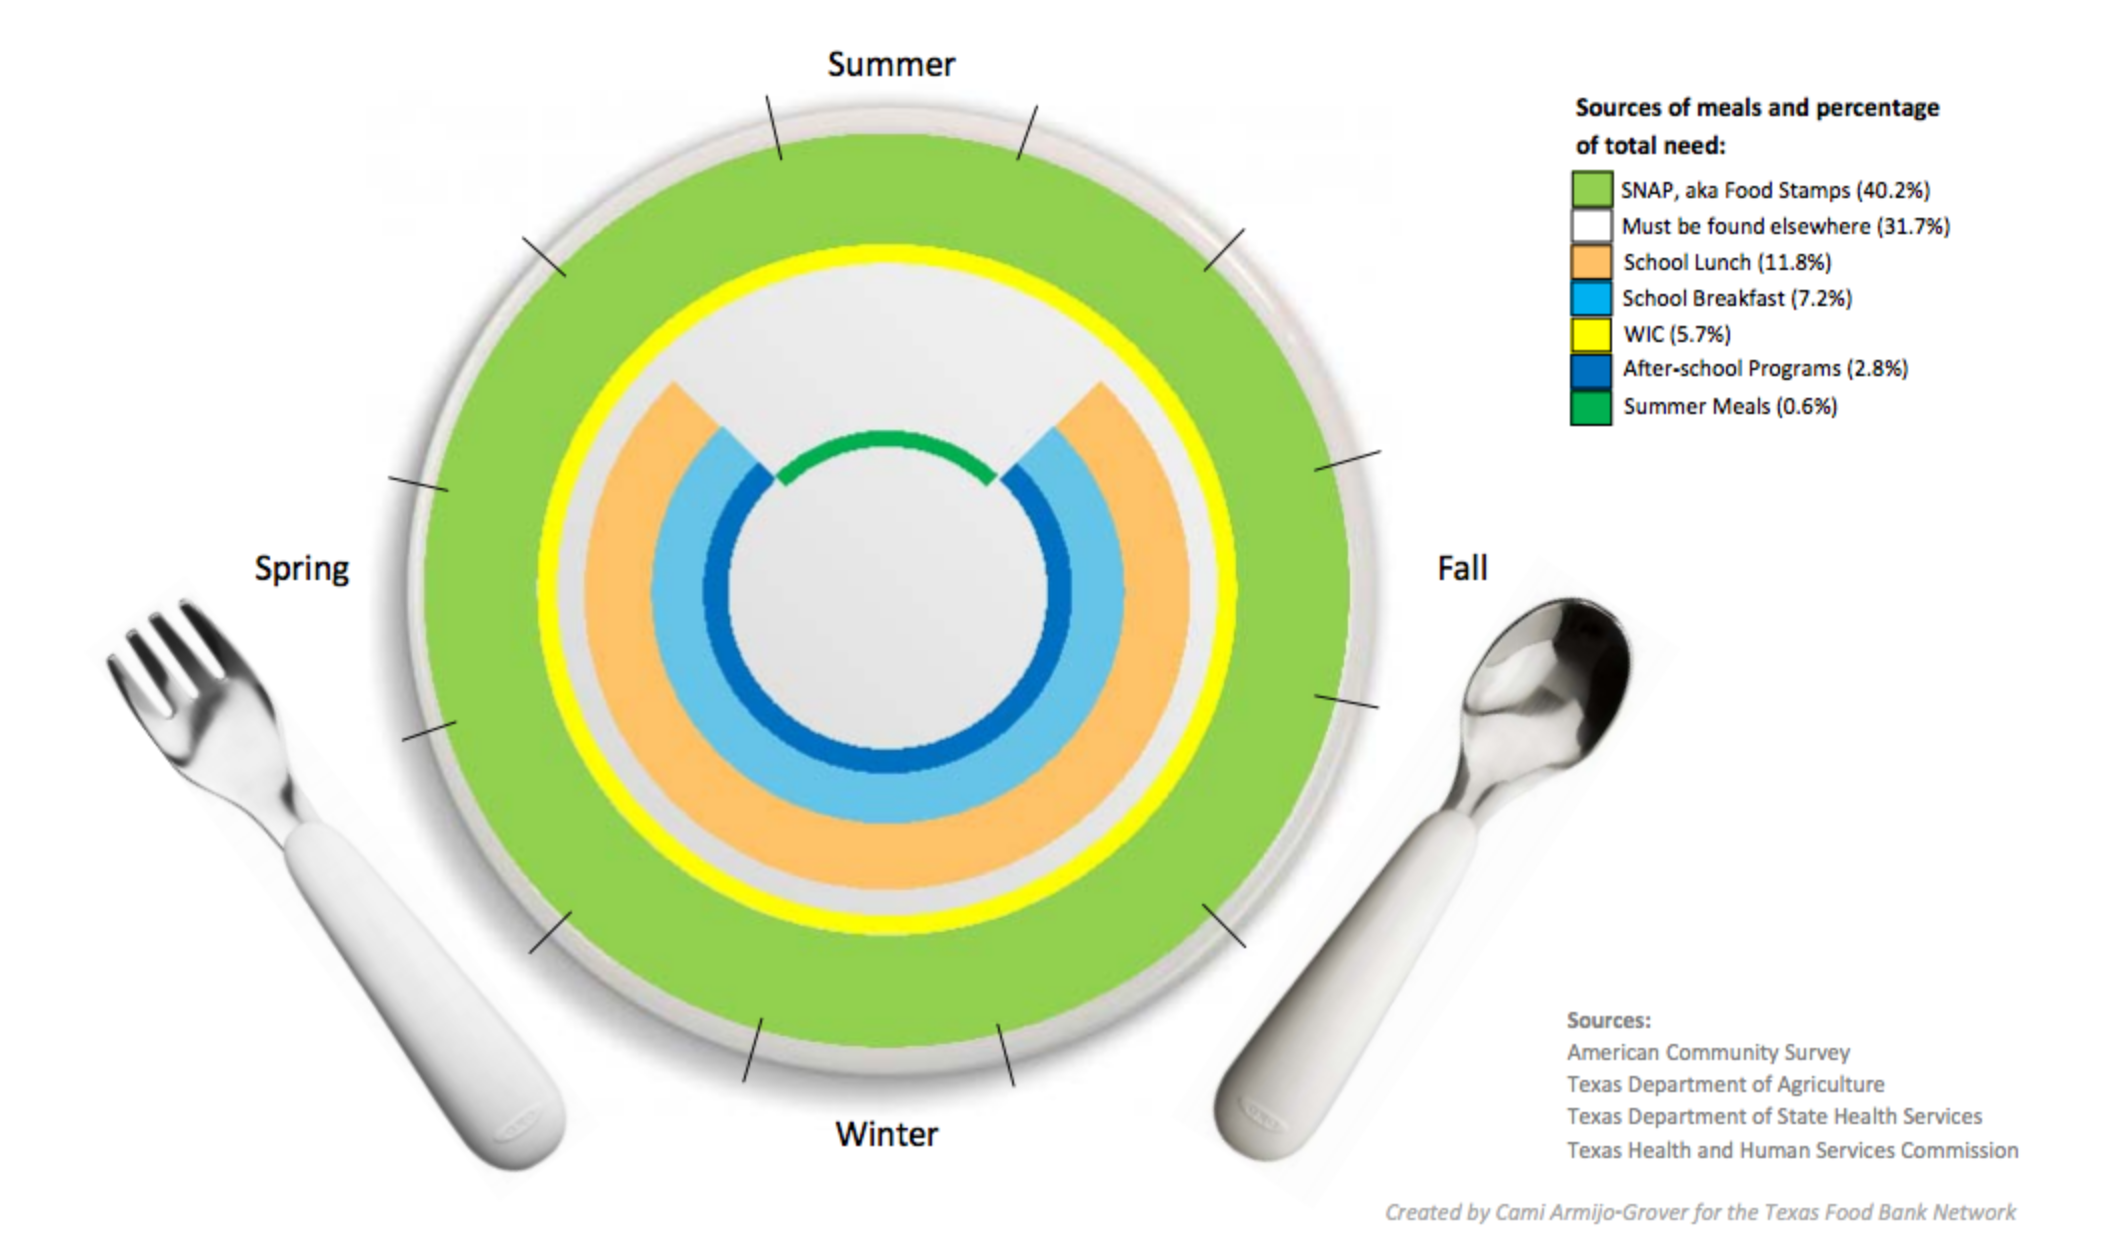 Summer
Sources of meals and percentage
of total need:
SNAP, aka Food Stamps (40.2%)
Must be found elsewhere (31.7%)
School Lunch (11.8%)
School Breakfast (7.2%)
WIC (5.7%)
After-school Programs (2.8%)
Summer Meals (0.6%)
Spring
Fall
Winter
Sources:
American Community Survey
Texas Department of Agriculture
Texas Department of State Health Services
Texas Health and Human Services Commission
Created by Cami Armijo-Grover for the Texas Food Bank Network